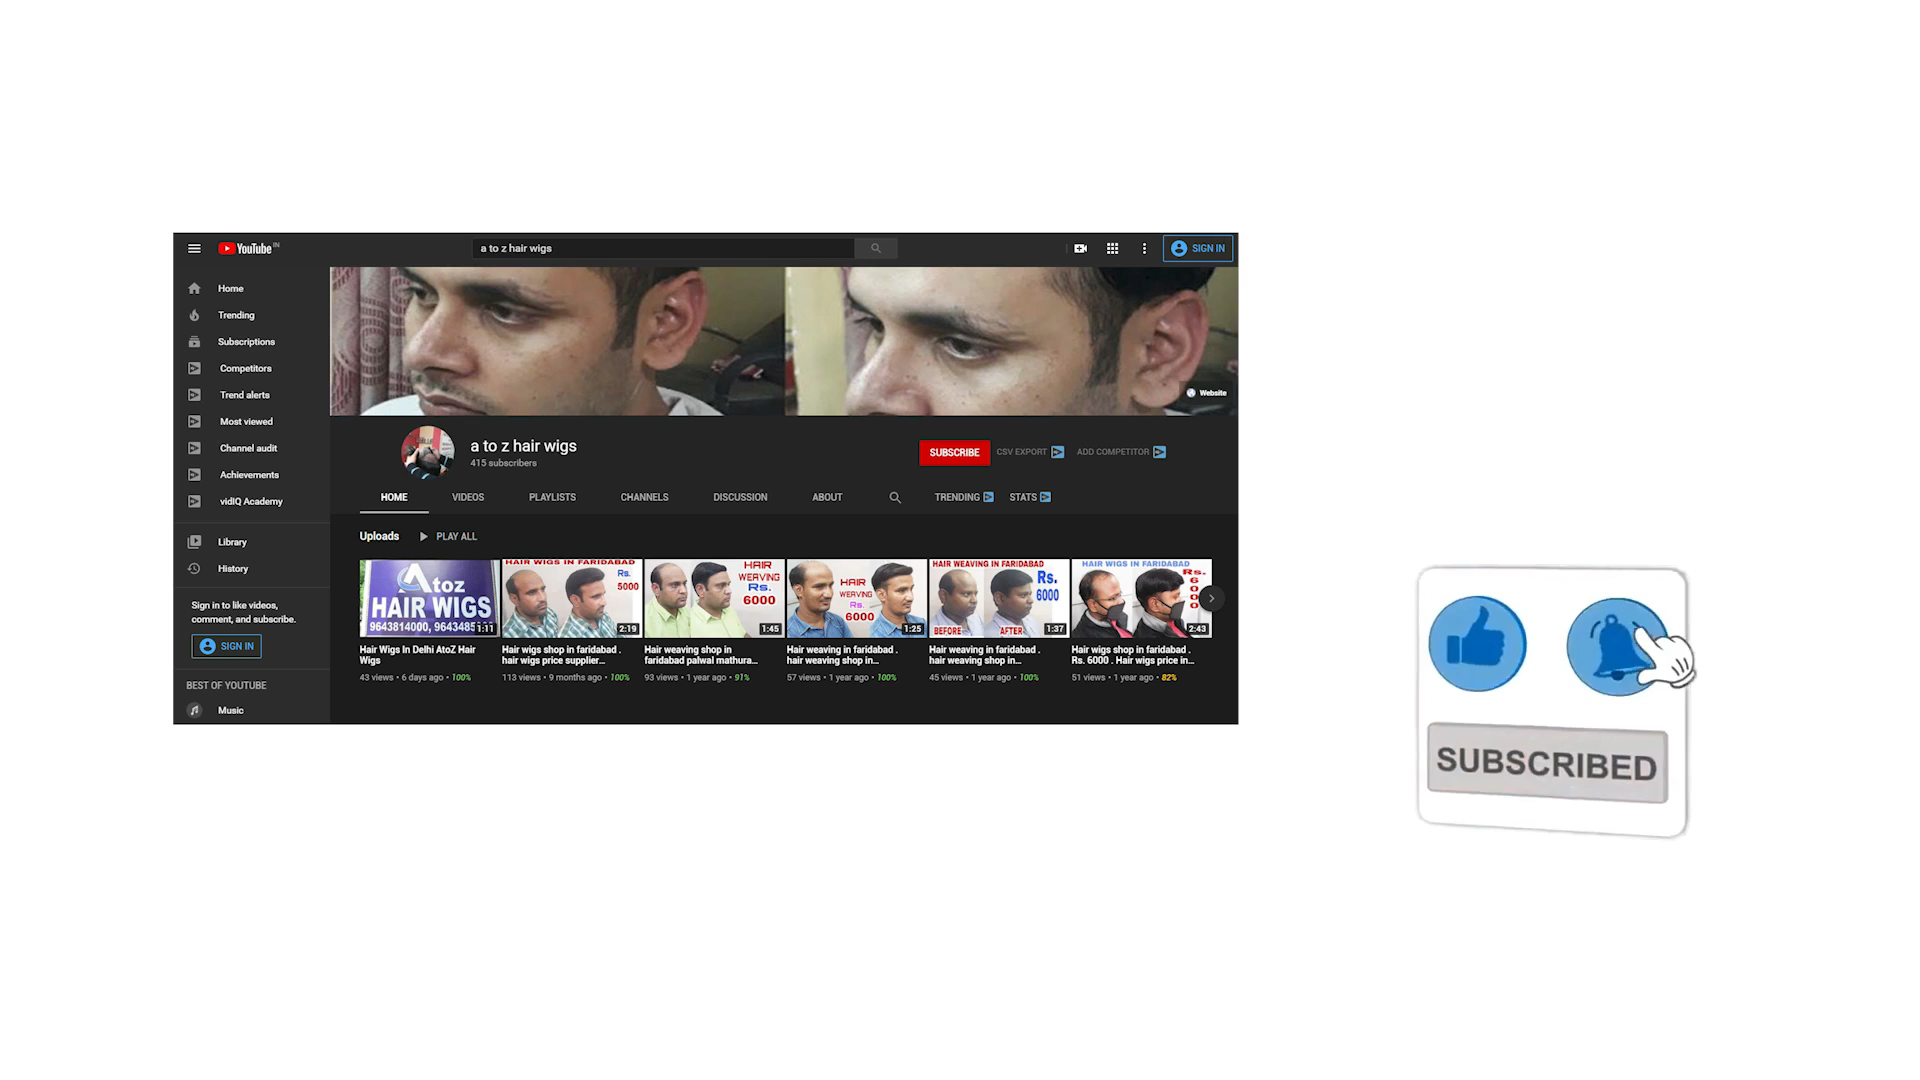 YouTube IN
a to z hair wigs
SIGN IN
Home
Trending
Subscriptions
Competitors
Trend alerts
Most viewed
Channel audit
Achievements
vidIQ Academy
Library
History
Sign in to like videos,
comment, and subscribe.
SIGN IN
BEST OF YOUTUBE
Music
Website
a to z hair wigs
415 subscribers
SUBSCRIBE
CSV EXPORT
ADD COMPETITOR
HOME VIDEOS PLAYLISTS CHANNELS DISCUSSION ABOUT TRENDING STATS
Uploads PLAY ALL
Atoz
HAIR WIGS
9643814000, 9643485
1:11
Hair Wigs In Delhi AtoZ Hair
Wigs
43 views • 6 days ago • 100%
HAIR WIGS IN FARIDABAD
Rs.
5000
2:19
Hair wigs shop in faridabad .
hair wigs price supplier...
113 views • 9 months ago • 100%
HAIR
WEAVING
Rs.
6000
1:45
Hair weaving shop in
faridabad palwal mathura...
93 views • 1 year ago • 91%
HAIR
WERVING
Rs.
6000
1:25
Hair weaving in faridabad .
hair weaving shop in...
57 views • 1 year ago • 100%
HAIR WEAVING IN FARIDABAD
Rs.
6000
BEFORE AFTER
1:37
Hair weaving in faridabad .
hair weaving shop in...
45 views • 1 year ago • 100%
HAIR WIGS IN FARIDABAD
Rs.
6
0
0
0
2:43
Hair wigs shop in faridabad .
Rs. 6000 . Hair wigs price in...
51 views • 1 year ago • 82%
SUBSCRIBED